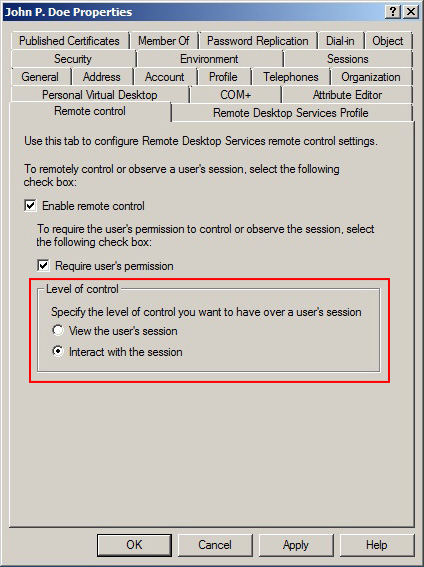 John P. Doe Properties
Published Certificates Member Of Password Replication Dial-in Object
Security Environment Sessions
General Address Account Profile Telephones Organization
Personal Virtual Desktop COM+ Attribute Editor
Remote control Remote Desktop Services Profile
Use this tab to configure Remote Desktop Services remote control settings.
To remotely control or observe a user's session, select the following
check box:
Enable remote control
To require the user's permission to control or observe the session, select
the following check box:
Require user's permission
Level of control
Specify the level of control you want to have over a user's session
View the user's session
Interact with the session
OK Cancel Apply Help